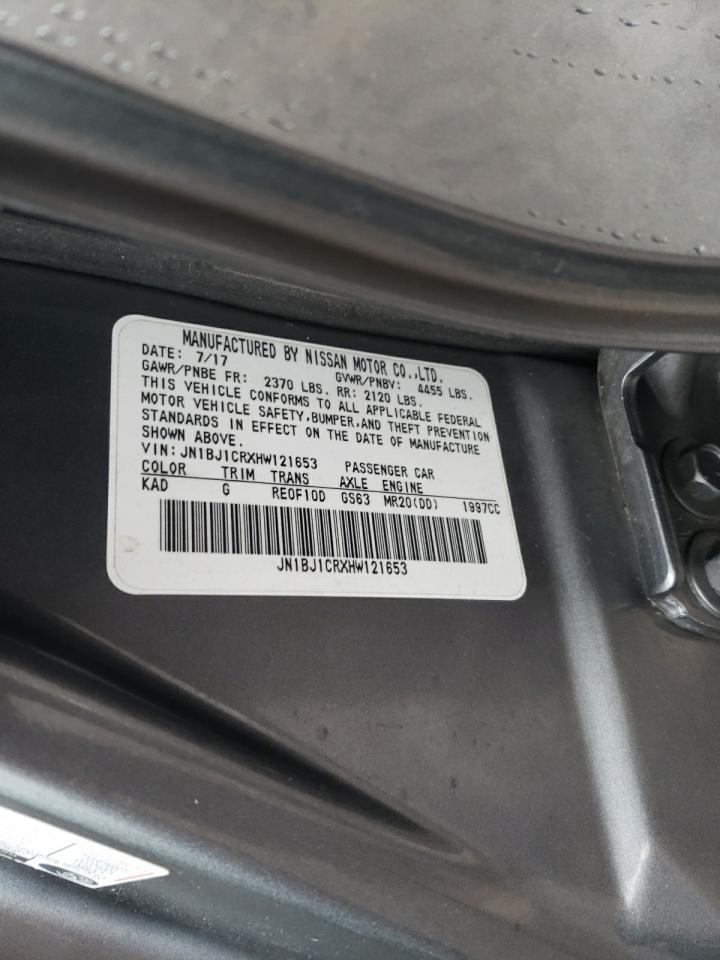 MANUFACTURED BY NISSAN MOTOR CO.,LTD.
DATE: 7/17 GVWR/PNBV: 4455 LBS.
GAWR/PNBE FR: 2370 LBS. RR: 2120 LBS.
THIS VEHICLE CONFORMS TO ALL APPLICABLE FEDERAL
MOTOR VEHICLE SAFETY,BUMPER,AND THEFT PREVENTION
STANDARDS IN EFFECT ON THE DATE OF MANUFACTURE
SHOWN ABOVE.
VIN: JN1BJ1CRXHW121653 PASSENGER CAR
COLOR TRIM TRANS AXLE ENGINE
KAD G RE0F10D GS63 MR20(DD) 1997CC
JN1BJ1CRXHW121653